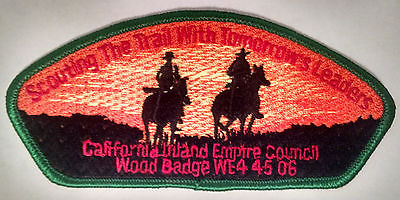 Scouting The Trail With Tomorrow's Leaders
California Inland Empire Council
Wood Badge WE4 45 06